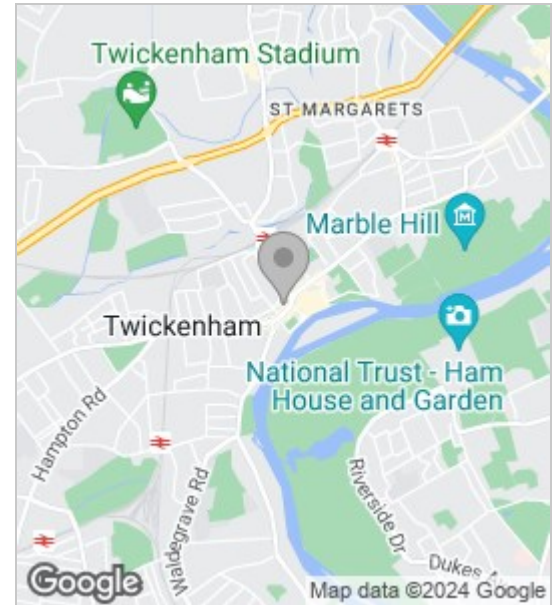 Twickenham Stadium
ST MARGARETS
Marble Hill
Twickenham
National Trust - Ham
House and Garden
Hampton Rd
Waldegrave Rd
Riverside Dr
Dukes Av
Google
Map data ©2024 Google